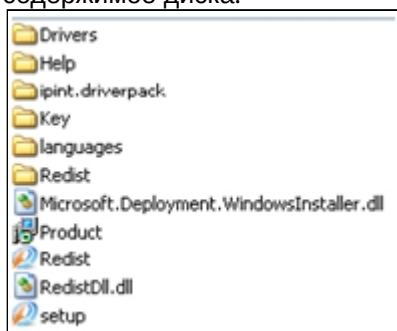 содержимое диска.
Drivers
Help
ipint.driverpack
Key
languages
Redist
Microsoft.Deployment.WindowsInstaller.dll
Product
Redist
RedistDll.dll
setup